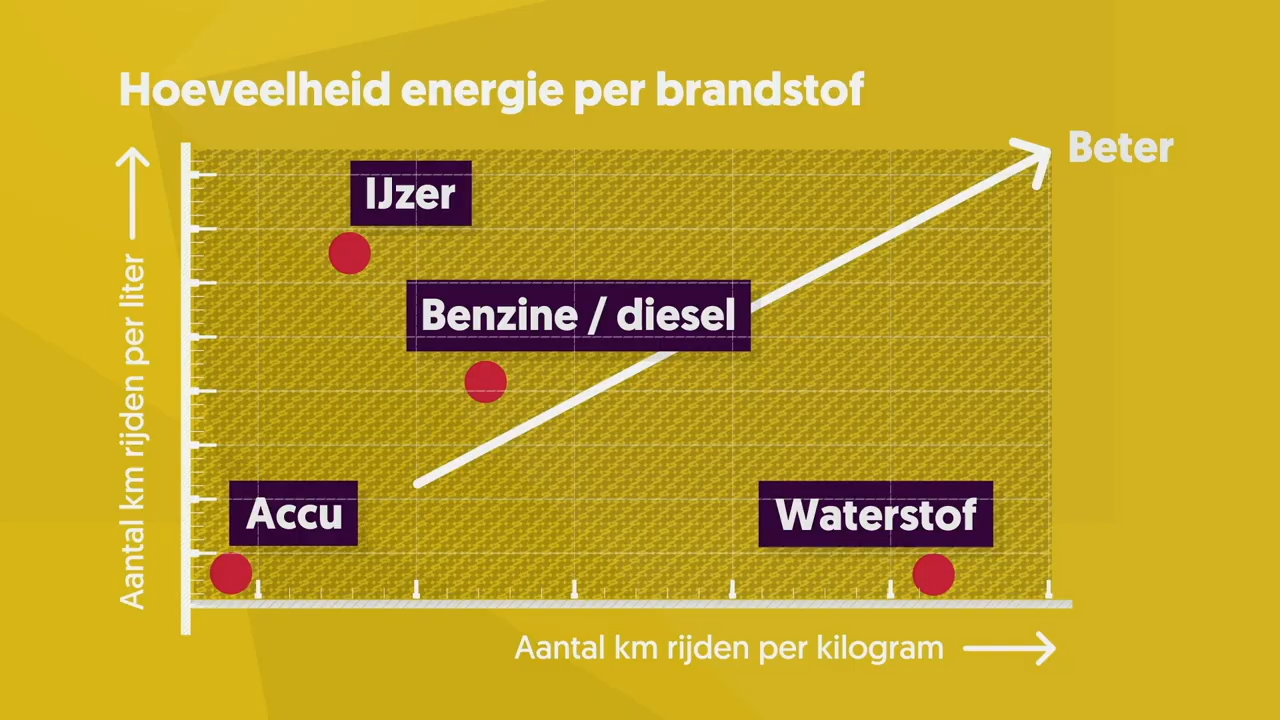 Hoeveelheid energie per brandstof
Beter
IJzer
Benzine / diesel
Accu
Waterstof
Aantal km rijden per liter
Aantal km rijden per kilogram